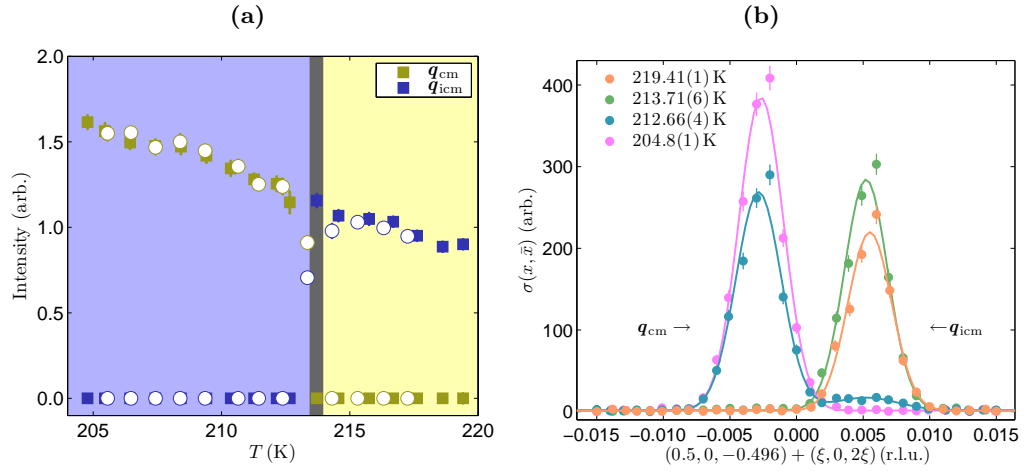 (a)
Intensity (arb.)
2.0
1.5
1.0
0.5
0.0
q_cm
q_icm
205 210 215 220
T (K)
(b)
σ(x, x̄) (arb.)
400
300
200
100
0
219.41(1) K
213.71(6) K
212.66(4) K
204.8(1) K
q_cm →
←q_icm
−0.015 −0.010 −0.005 0.000 0.005 0.010 0.015
(0.5, 0, −0.496) + (ξ, 0, 2ξ) (r.l.u.)